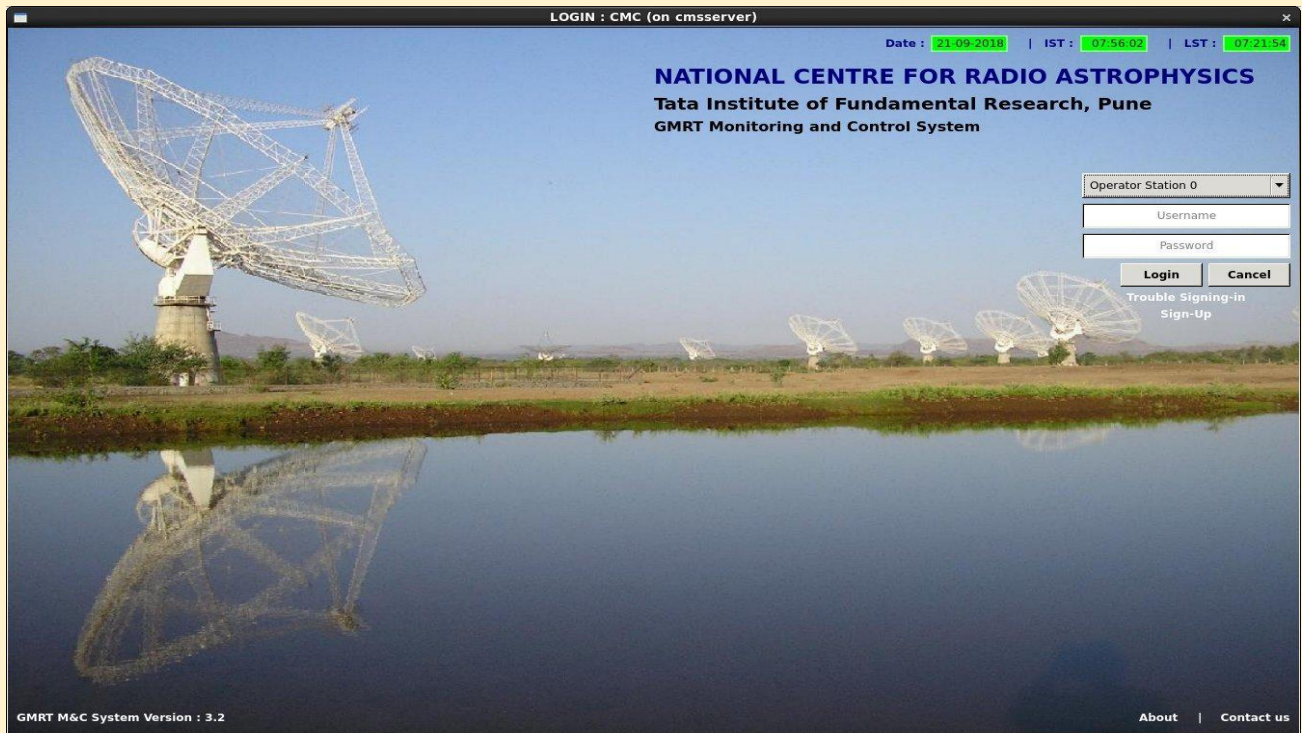 LOGIN : CMC (on cmsserver)
Date : 21-09-2018 | IST : 07:56:02 | LST : 07:21:54
NATIONAL CENTRE FOR RADIO ASTROPHYSICS
Tata Institute of Fundamental Research, Pune
GMRT Monitoring and Control System
Operator Station 0
Username
Password
Login Cancel
Trouble Signing-in
Sign-Up
GMRT M&C System Version : 3.2 About | Contact us